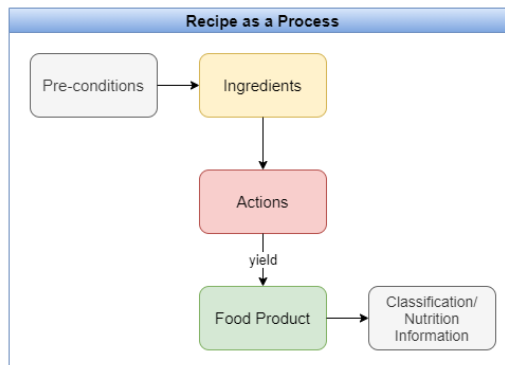 Recipe as a Process
Pre-conditions
Ingredients
Actions
yield
Food Product
Classification/
Nutrition
Information